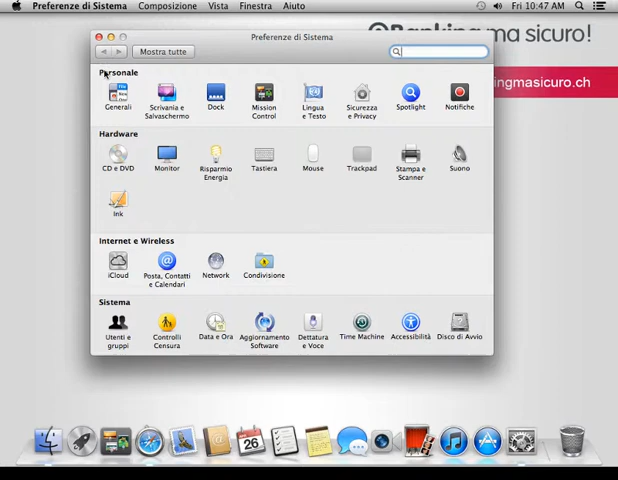 Preferenze di Sistema Composizione Vista Finestra Aiuto Fri 10:47 AM
Banking ma sicuro!
ngmasicuro.ch
Preferenze di Sistema
Mostra tutte
Personale
Generali
Scrivania e Salvaschermo
Dock
Mission Control
Lingua e Testo
Sicurezza e Privacy
Spotlight
Notifiche
Hardware
CD e DVD
Monitor
Risparmio Energia
Tastiera
Mouse
Trackpad
Stampa e Scanner
Suono
Ink
Internet e Wireless
iCloud
Posta, Contatti e Calendari
Network
Condivisione
Sistema
Utenti e gruppi
Controlli Censura
Data e Ora
Aggiornamento Software
Dettatura e Voce
Time Machine
Accessibilità
Disco di Avvio
26